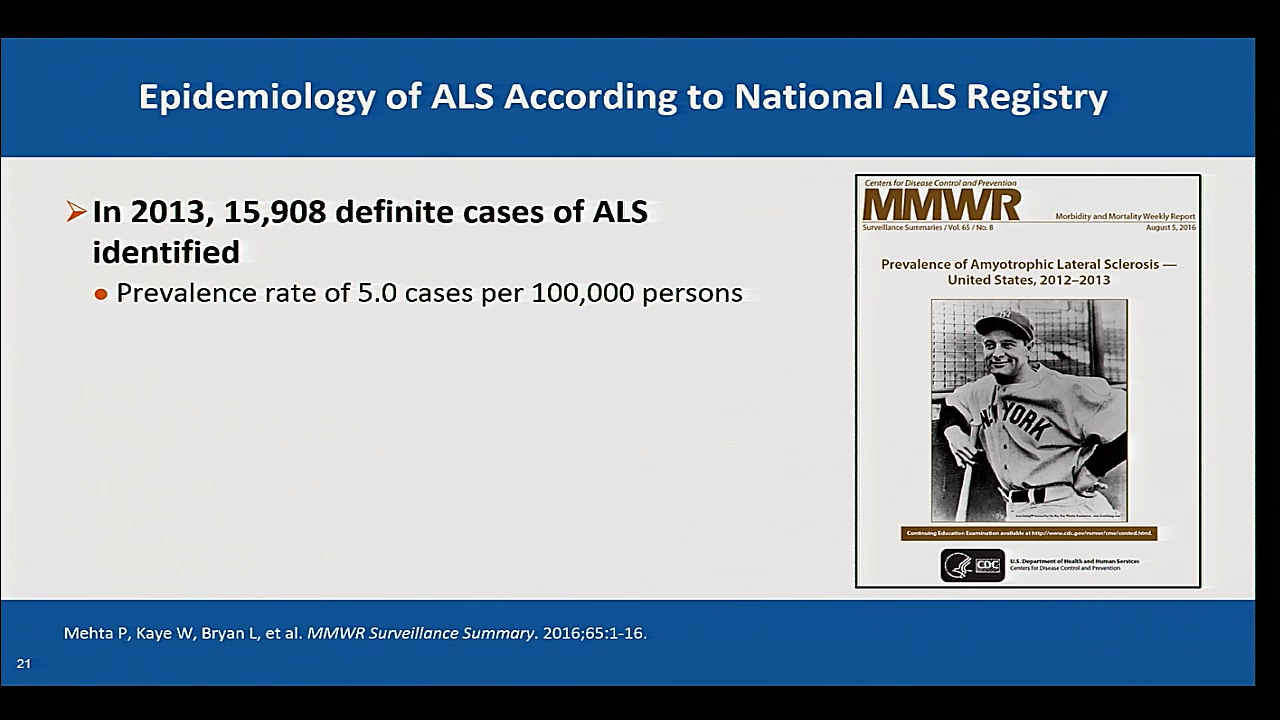 Epidemiology of ALS According to National ALS Registry
In 2013, 15,908 definite cases of ALS
identified
Prevalence rate of 5.0 cases per 100,000 persons
Centers for Disease Control and Prevention
MMWR
Morbidity and Mortality Weekly Report
Surveillance Summaries / Vol. 65 / No. 8
August 5, 2016
Prevalence of Amyotrophic Lateral Sclerosis —
United States, 2012–2013
N.YORK
Continuing Education Examination available at http://www.cdc.gov/mmwr/cme/conted.html.
CDC
U.S. Department of Health and Human Services
Centers for Disease Control and Prevention
Mehta P, Kaye W, Bryan L, et al. MMWR Surveillance Summary. 2016;65:1-16.
21